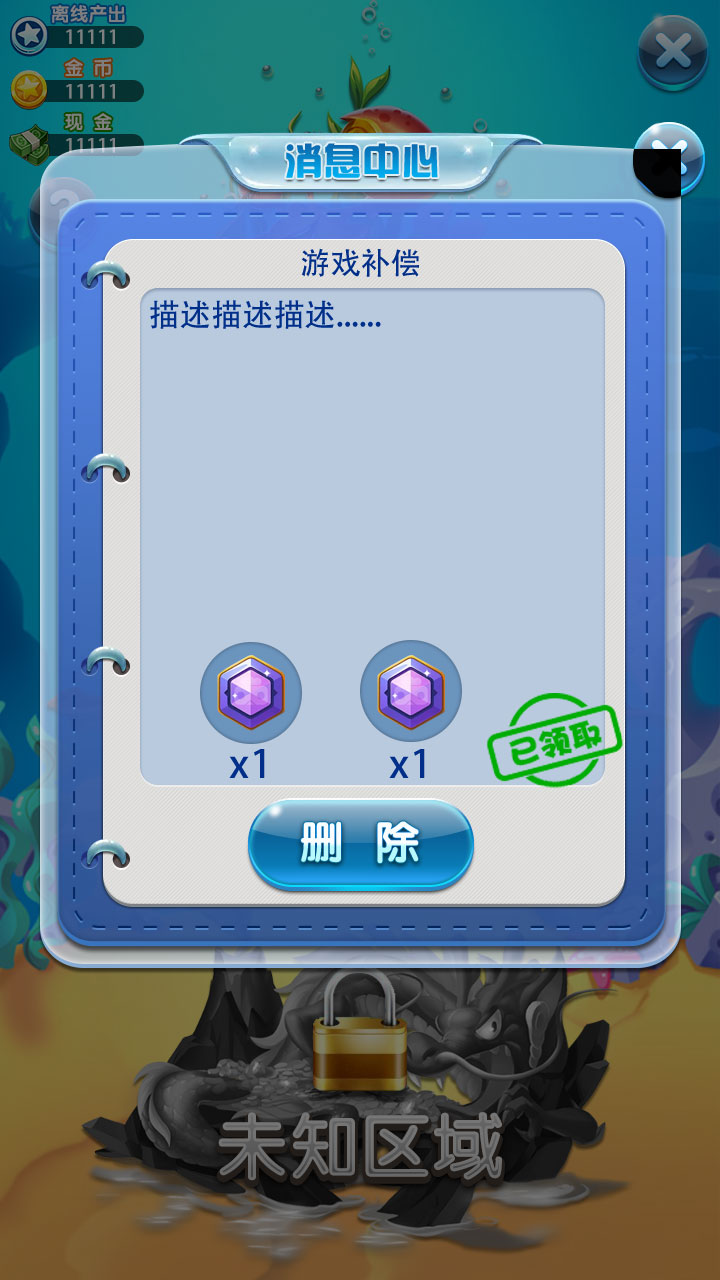 离线产出
11111
金币
11111
现金
11111
消息中心
?
游戏补偿
描述描述描述......
x1
x1
已领取
删除
未知区域